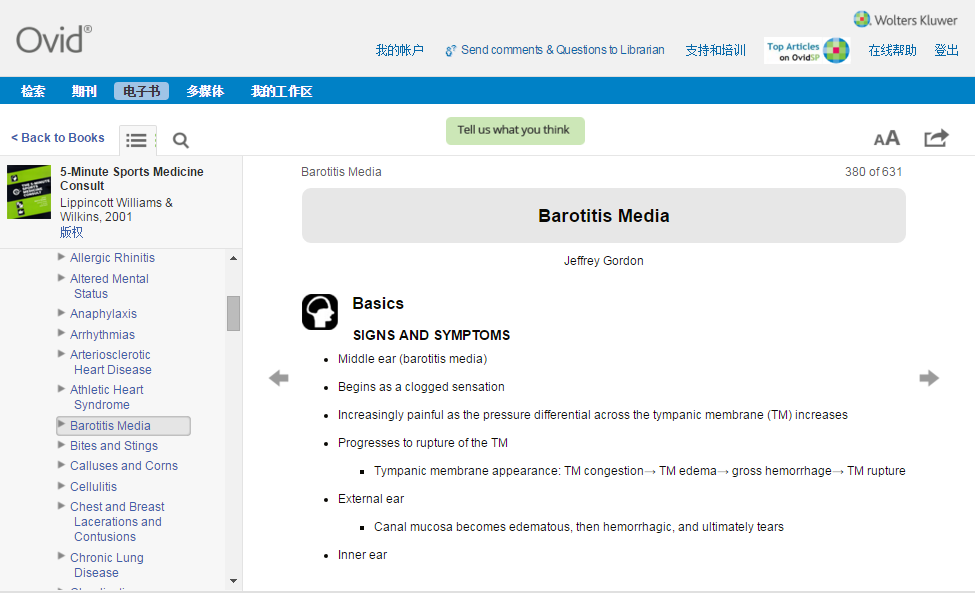 Ovid®
Wolters Kluwer
我的帐户
Send comments & Questions to Librarian
支持和培训
Top Articles
on OvidSP
在线帮助
登出
检索
期刊
电子书
多媒体
我的工作区
< Back to Books
Tell us what you think
AA
5-Minute Sports Medicine
Consult
Lippincott Williams &
Wilkins, 2001
版权
Allergic Rhinitis
Altered Mental
Status
Anaphylaxis
Arrhythmias
Arteriosclerotic
Heart Disease
Athletic Heart
Syndrome
Barotitis Media
Bites and Stings
Calluses and Corns
Cellulitis
Chest and Breast
Lacerations and
Contusions
Chronic Lung
Disease
Barotitis Media
380 of 631
Barotitis Media
Jeffrey Gordon
Basics
SIGNS AND SYMPTOMS
• Middle ear (barotitis media)
• Begins as a clogged sensation
• Increasingly painful as the pressure differential across the tympanic membrane (TM) increases
• Progresses to rupture of the TM
▪ Tympanic membrane appearance: TM congestion→ TM edema→ gross hemorrhage→ TM rupture
• External ear
▪ Canal mucosa becomes edematous, then hemorrhagic, and ultimately tears
• Inner ear